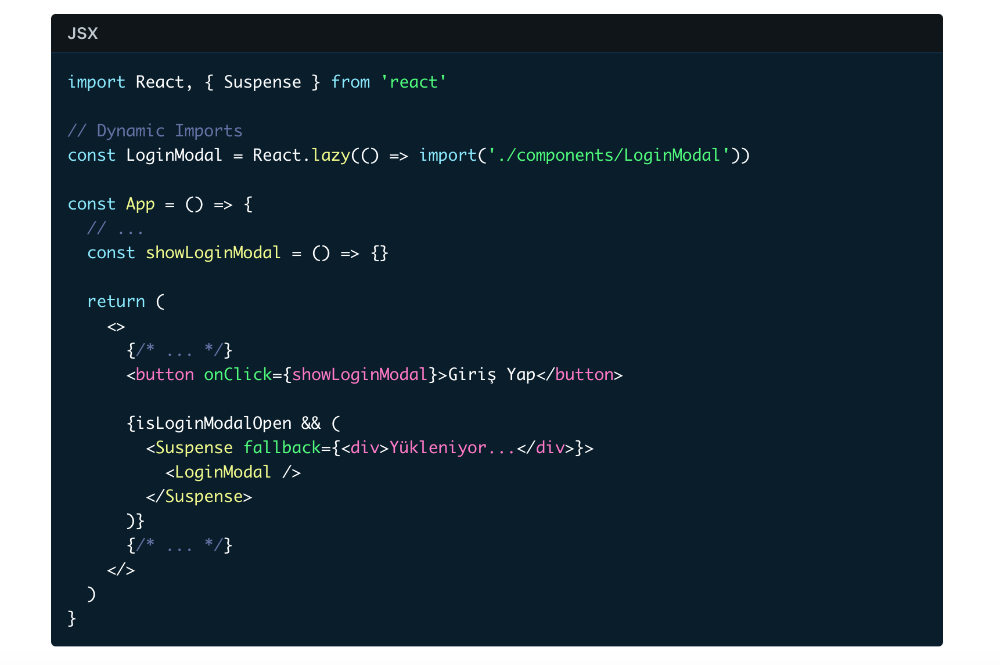 JSX
import React, { Suspense } from 'react'
// Dynamic Imports
const LoginModal = React.lazy(() => import('./components/LoginModal'))
const App = () => {
  // ...
  const showLoginModal = () => {}
  return (
    <>
      {/* ... */}
      <button onClick={showLoginModal}>Giriş Yap</button>
      {isLoginModalOpen && (
        <Suspense fallback={<div>Yükleniyor...</div>}>
          <LoginModal />
        </Suspense>
      )}
      {/* ... */}
    </>
  )
}